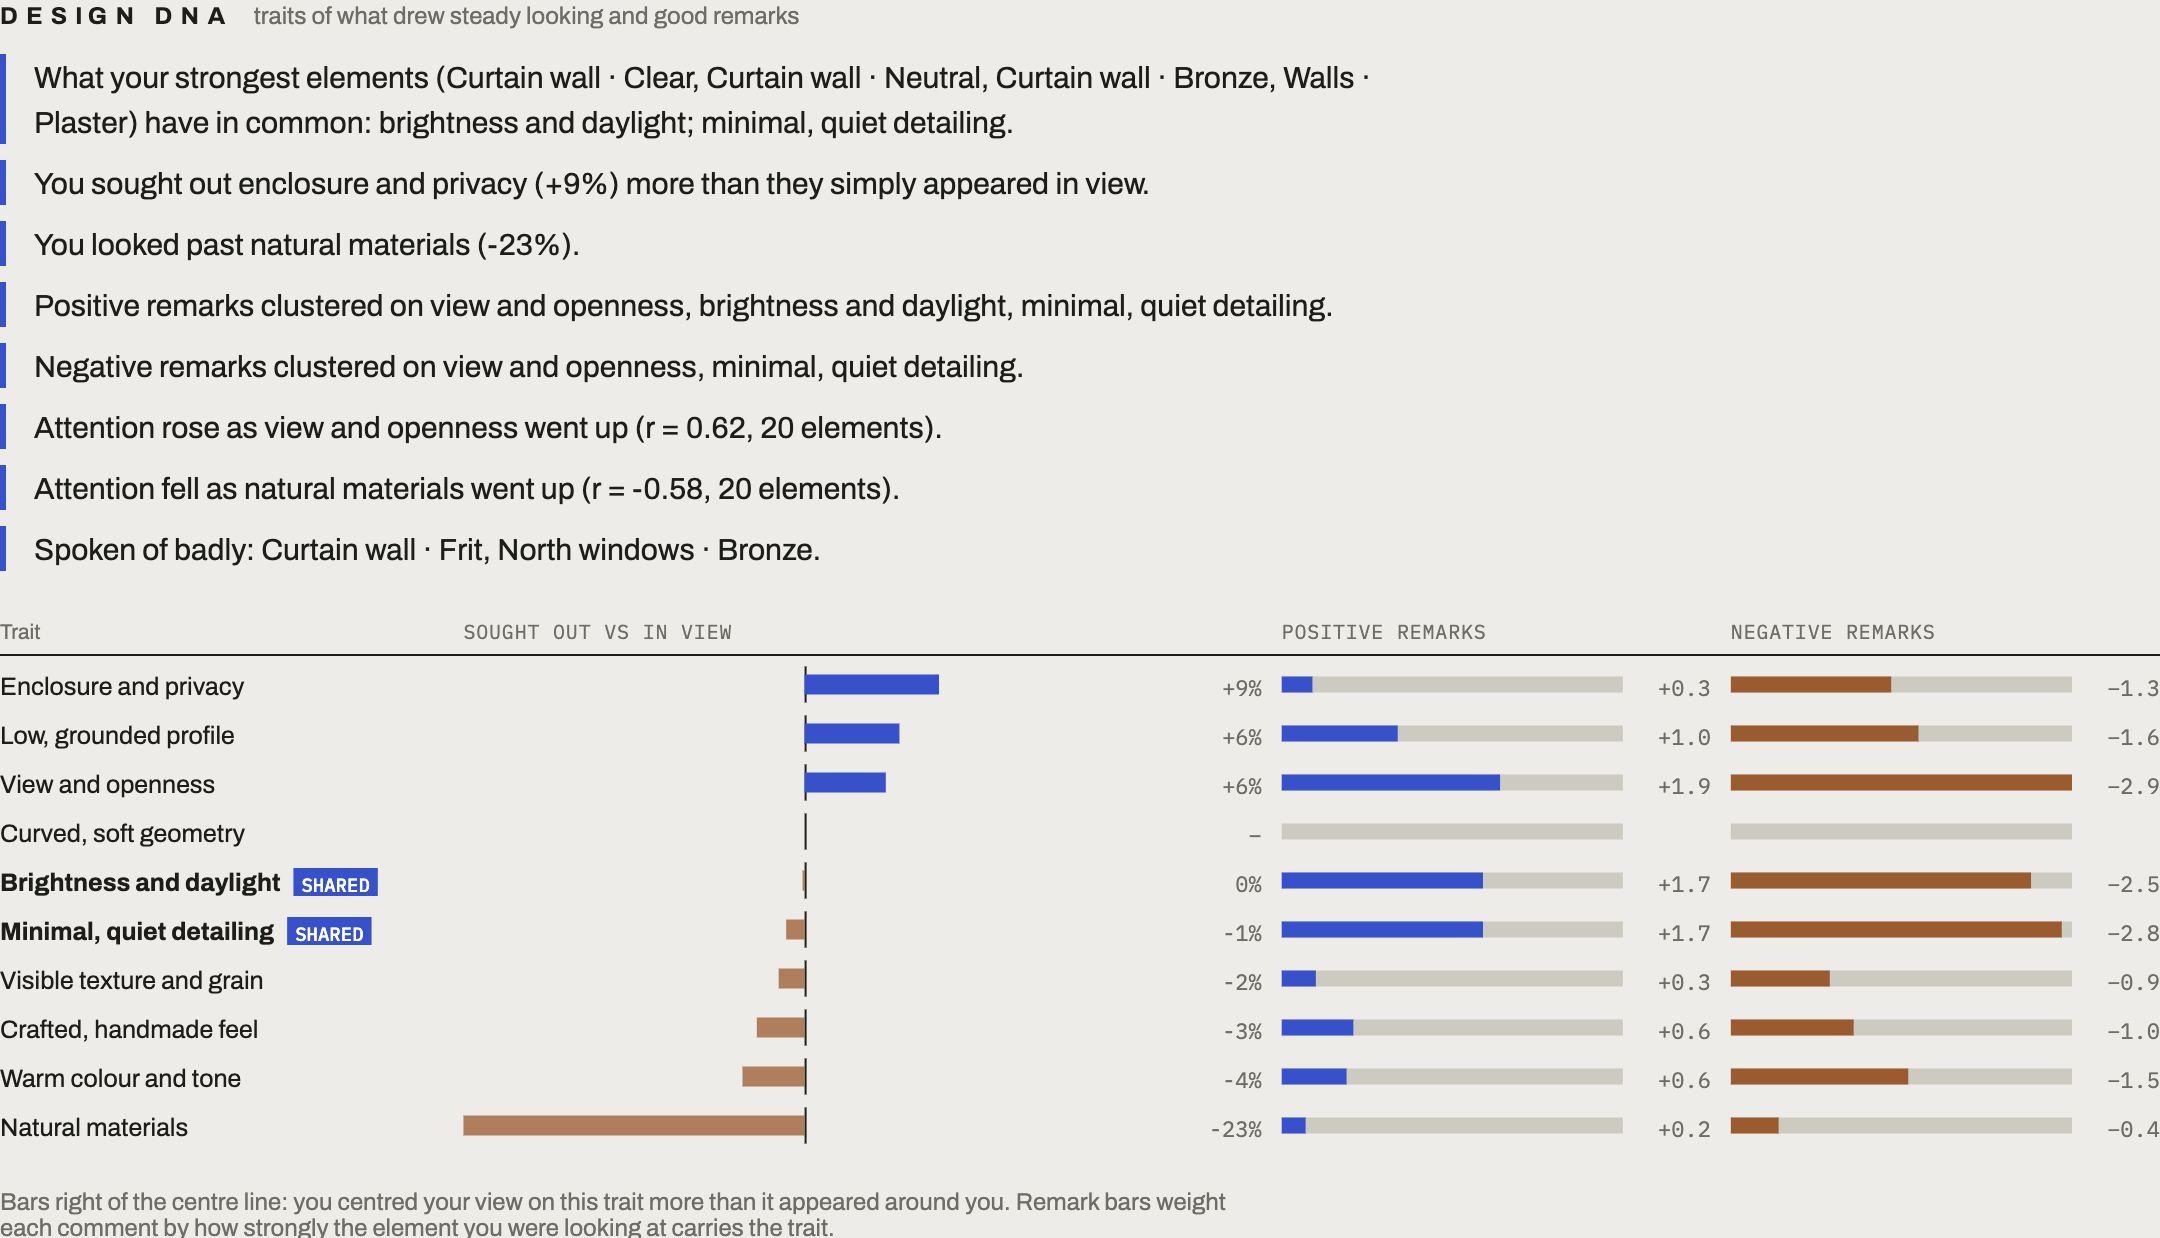 DESIGN DNA traits of what drew steady looking and good remarks
What your strongest elements (Curtain wall · Clear, Curtain wall · Neutral, Curtain wall · Bronze, Walls ·
Plaster) have in common: brightness and daylight; minimal, quiet detailing.
You sought out enclosure and privacy (+9%) more than they simply appeared in view.
You looked past natural materials (-23%).
Positive remarks clustered on view and openness, brightness and daylight, minimal, quiet detailing.
Negative remarks clustered on view and openness, minimal, quiet detailing.
Attention rose as view and openness went up (r = 0.62, 20 elements).
Attention fell as natural materials went up (r = -0.58, 20 elements).
Spoken of badly: Curtain wall · Frit, North windows · Bronze.
Trait SOUGHT OUT VS IN VIEW POSITIVE REMARKS NEGATIVE REMARKS
Enclosure and privacy +9% +0.3 −1.3
Low, grounded profile +6% +1.0 −1.6
View and openness +6% +1.9 −2.9
Curved, soft geometry –
Brightness and daylight SHARED 0% +1.7 −2.5
Minimal, quiet detailing SHARED -1% +1.7 −2.8
Visible texture and grain -2% +0.3 −0.9
Crafted, handmade feel -3% +0.6 −1.0
Warm colour and tone -4% +0.6 −1.5
Natural materials -23% +0.2 −0.4
Bars right of the centre line: you centred your view on this trait more than it appeared around you. Remark bars weight
each comment by how strongly the element you were looking at carries the trait.